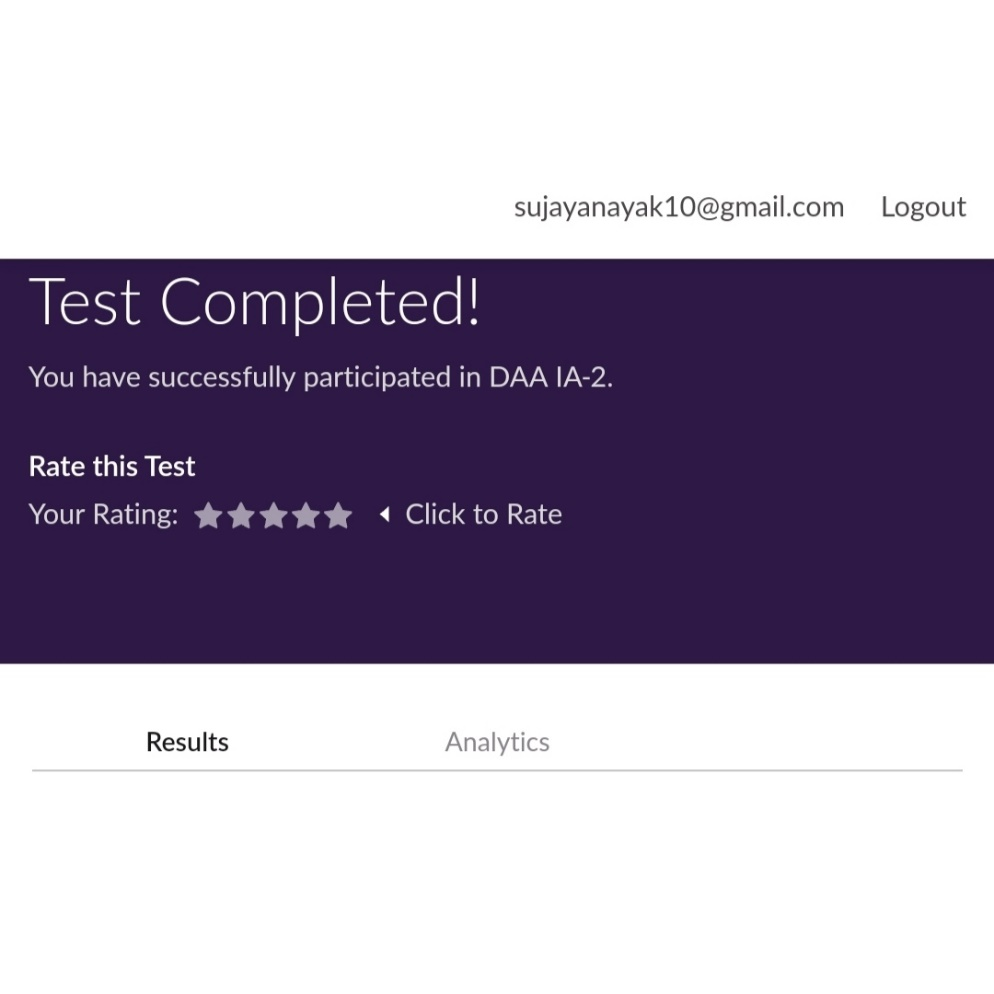 sujayanayak10@gmail.com Logout
Test Completed!
You have successfully participated in DAA IA-2.
Rate this Test
Your Rating: Click to Rate
Results Analytics